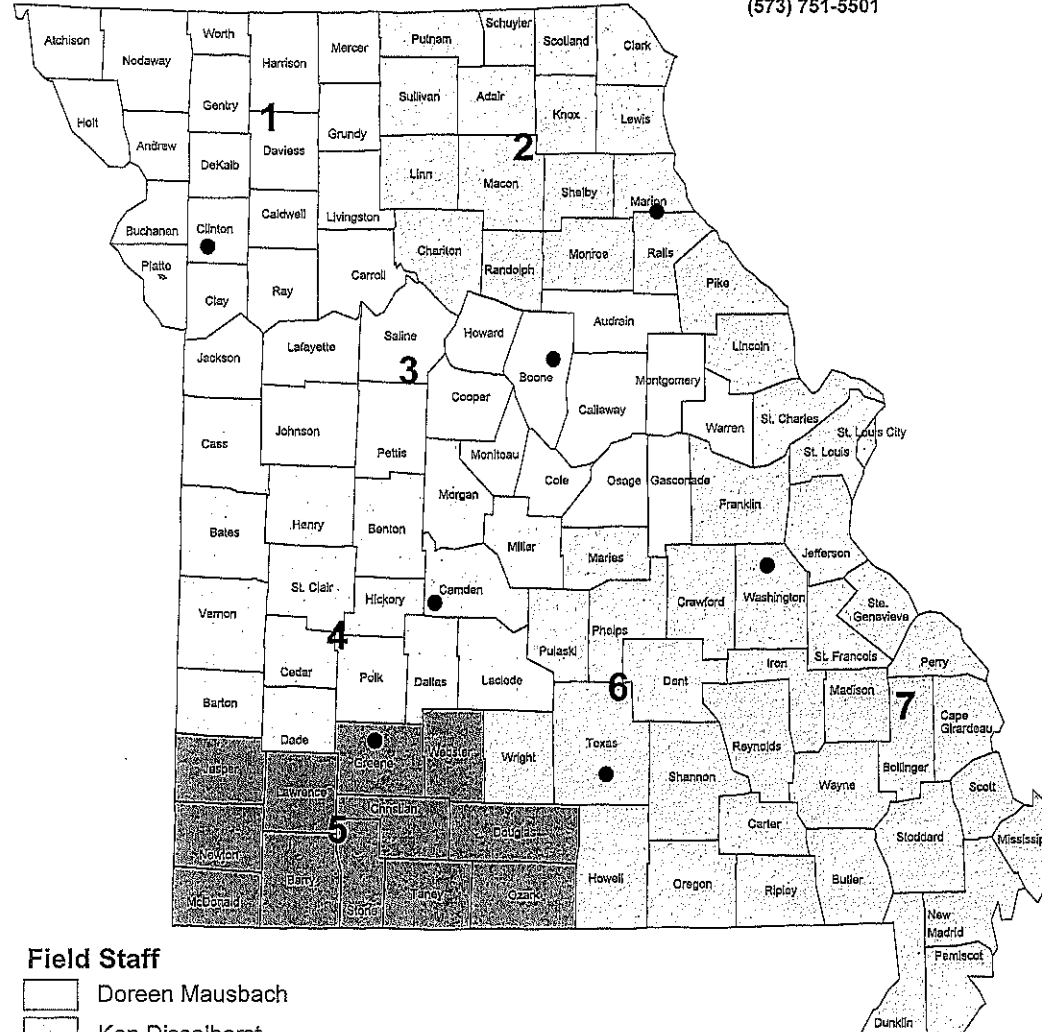 (573) 751-5501
Atchison
Nodaway
Worth
Harrison
Mercer
Putnam
Schuyler
Scotland
Clark
Holt
Andrew
Gentry
1
DeKalb
Daviess
Grundy
Sullivan
Adair
Knox
Lewis
2
Linn
Macon
Shelby
Marion
Buchanan
Clinton
Caldwell
Livingston
Platte
Clay
Ray
Carroll
Chariton
Randolph
Monroe
Ralls
Pike
Jackson
Lafayette
Saline
3
Howard
Boone
Audrain
Lincoln
Cooper
Callaway
Montgomery
Warren
St. Charles
St. Louis City
St. Louis
Cass
Johnson
Pettis
Moniteau
Morgan
Cole
Osage
Gasconade
Franklin
Bates
Henry
Benton
Miller
Maries
Jefferson
Vernon
St. Clair
Hickory
Camden
Crawford
Washington
Ste.
Genevieve
4
Cedar
Polk
Dallas
Laclede
Pulaski
Phelps
6
Dent
Iron
St. Francois
Perry
Barton
Dade
Madison
7
Cape
Girardeau
Jasper
Lawrence
Greene
Webster
Wright
Texas
Shannon
Reynolds
Wayne
Bollinger
Scott
5
Christian
Douglas
Newton
McDonald
Barry
Stone
Taney
Ozark
Howell
Oregon
Carter
Ripley
Butler
Stoddard
Mississip
New
Madrid
Pemiscot
Dunklin
Field Staff
Doreen Mausbach
Ken Disselhorst